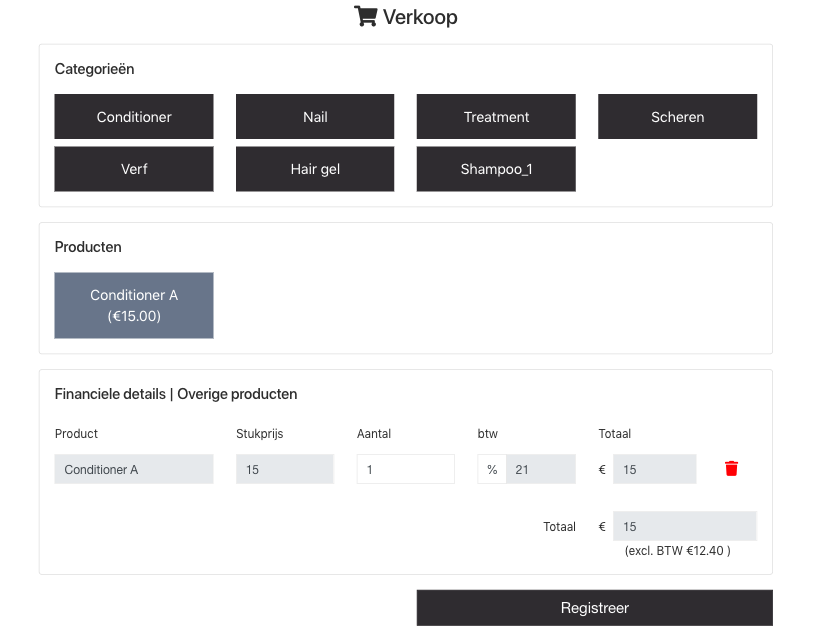 Verkoop
Categorieën
Conditioner Nail Treatment Scheren
Verf Hair gel Shampoo_1
Producten
Conditioner A
(€15.00)
Financiele details | Overige producten
Product Stukprijs Aantal btw Totaal
Conditioner A 15 1 % 21 € 15
Totaal € 15
(excl. BTW €12.40 )
Registreer